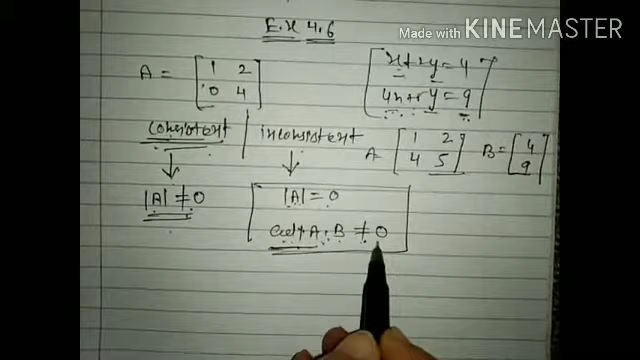 Made with KINEMASTER
Ex 4.6
A = [1 2
0 4]
x+2y=4
4x+5y=9
consistent | inconsistent
A [1 2
4 5] B = [4
9]
|A| ≠ 0
|A| = 0
adj A . B ≠ 0